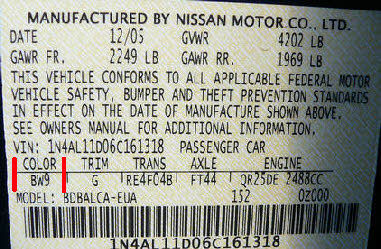 MANUFACTURED BY NISSAN MOTOR CO., LTD.
DATE 12/05 GVWR 4202 LB
GAWR FR. 2249 LB GAWR RR. 1969 LB
THIS VEHICLE CONFORMS TO ALL APPLICABLE FEDERAL MOTOR
VEHICLE SAFETY, BUMPER AND THEFT PREVENTION STANDARDS
IN EFFECT ON THE DATE OF MANUFACTURE SHOWN ABOVE.
SEE OWNERS MANUAL FOR ADDITIONAL INFORMATION.
VIN: 1N4AL11D06C161318 PASSENGER CAR
COLOR TRIM TRANS AXLE ENGINE
BW9 G RE4F04B FT44 QR25DE 2488CC
MODEL: BDBALCA-EUA 152 0Z000
1N4AL11D06C161318